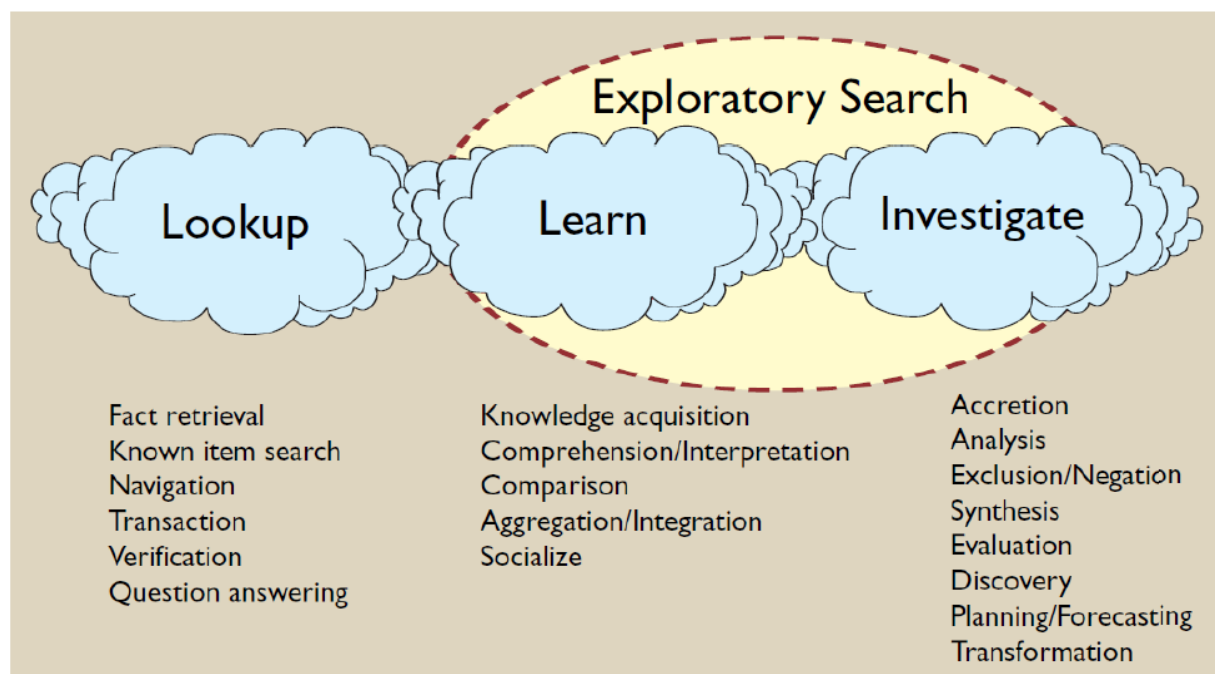 Exploratory Search
Lookup
Learn
Investigate
Fact retrieval
Known item search
Navigation
Transaction
Verification
Question answering
Knowledge acquisition
Comprehension/Interpretation
Comparison
Aggregation/Integration
Socialize
Accretion
Analysis
Exclusion/Negation
Synthesis
Evaluation
Discovery
Planning/Forecasting
Transformation